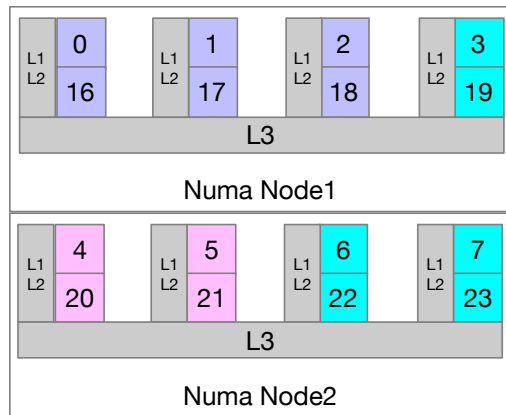 L1 0 L1 1 L1 2 L1 3
L2 16 L2 17 L2 18 L2 19
L3
Numa Node1
L1 4 L1 5 L1 6 L1 7
L2 20 L2 21 L2 22 L2 23
L3
Numa Node2